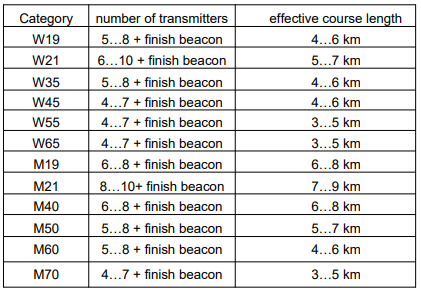 Category number of transmitters effective course length
W19 5…8 + finish beacon 4…6 km
W21 6…10 + finish beacon 5…7 km
W35 5…8 + finish beacon 4…6 km
W45 4…7 + finish beacon 4…6 km
W55 4…7 + finish beacon 3…5 km
W65 4…7 + finish beacon 3…5 km
M19 6…8 + finish beacon 6…8 km
M21 8…10+ finish beacon 7…9 km
M40 6…8 + finish beacon 6…8 km
M50 5…8 + finish beacon 5…7 km
M60 5…8 + finish beacon 4…6 km
M70 4…7 + finish beacon 3…5 km